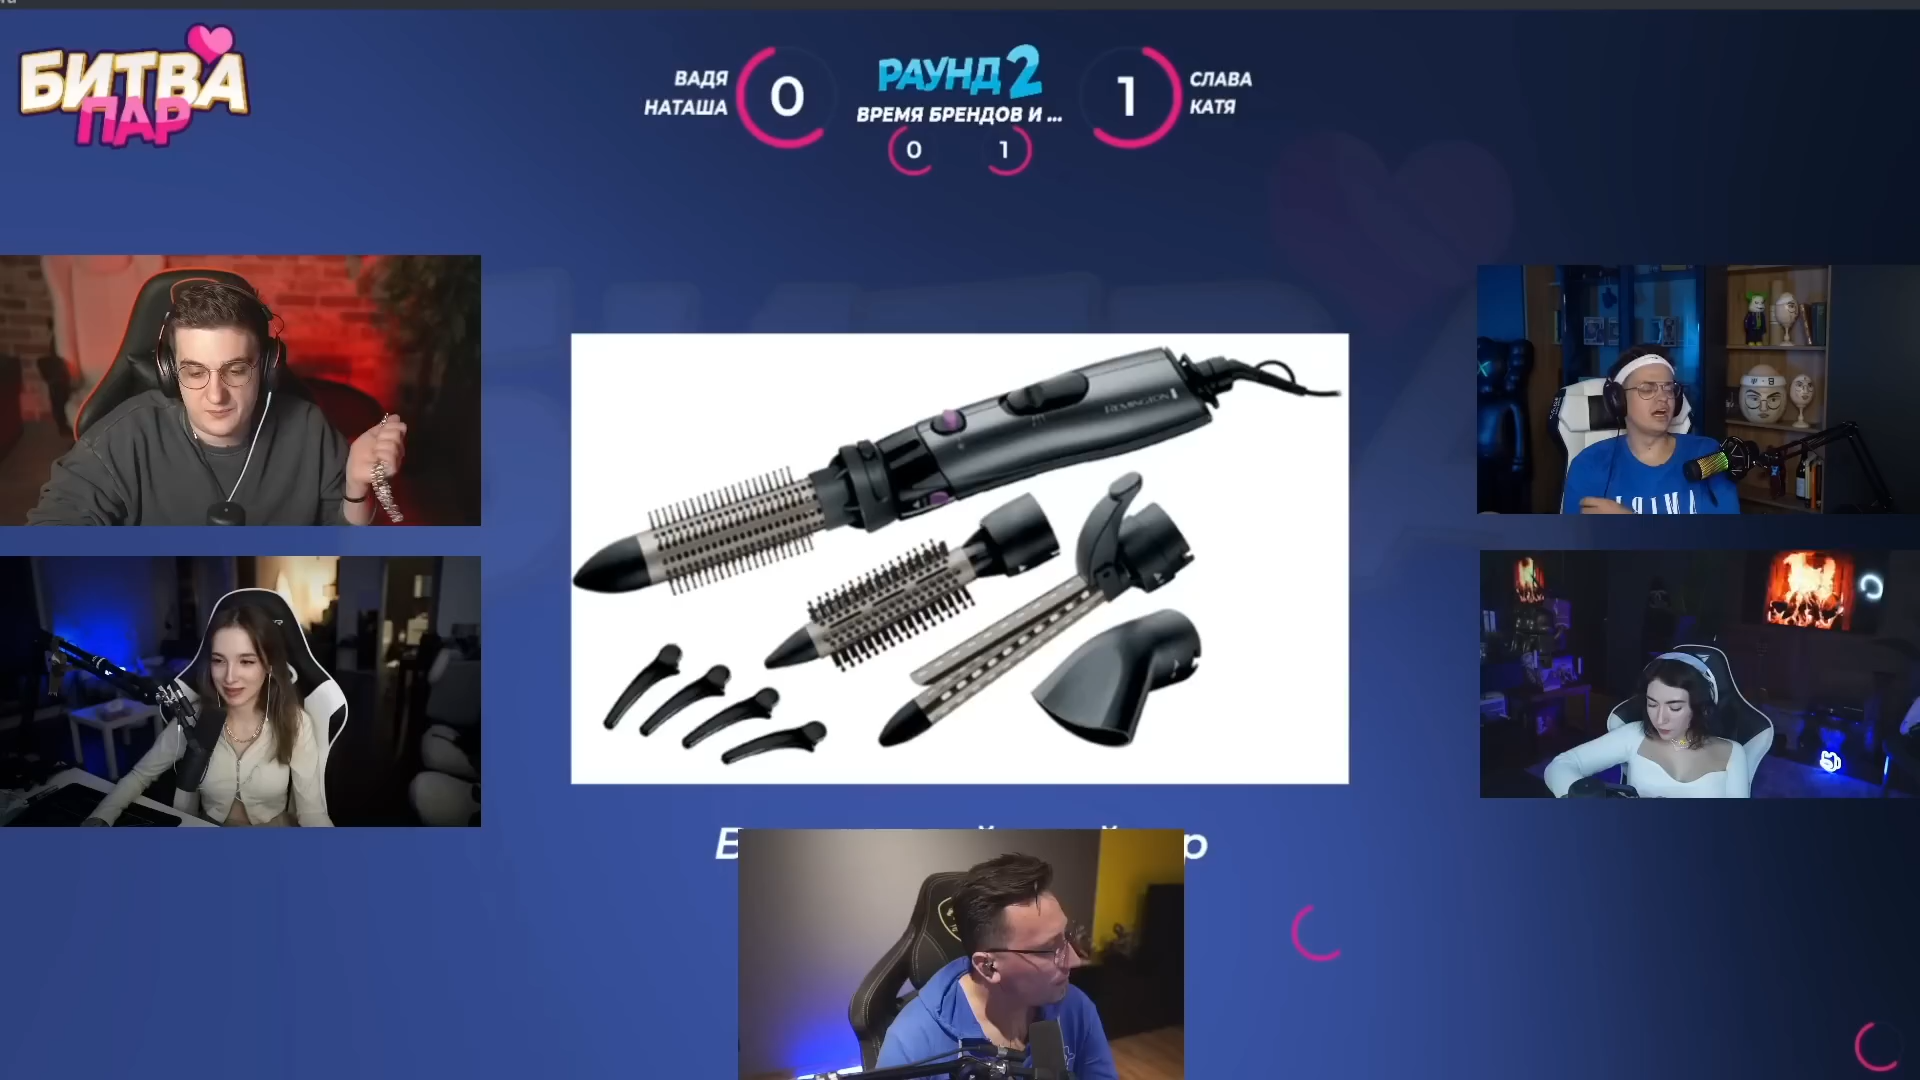 БИТВА
ПАР
ВАДЯ
НАТАША
0
РАУНД 2
ВРЕМЯ БРЕНДОВ И ...
0
1
1
СЛАВА
КАТЯ
REMINGTON